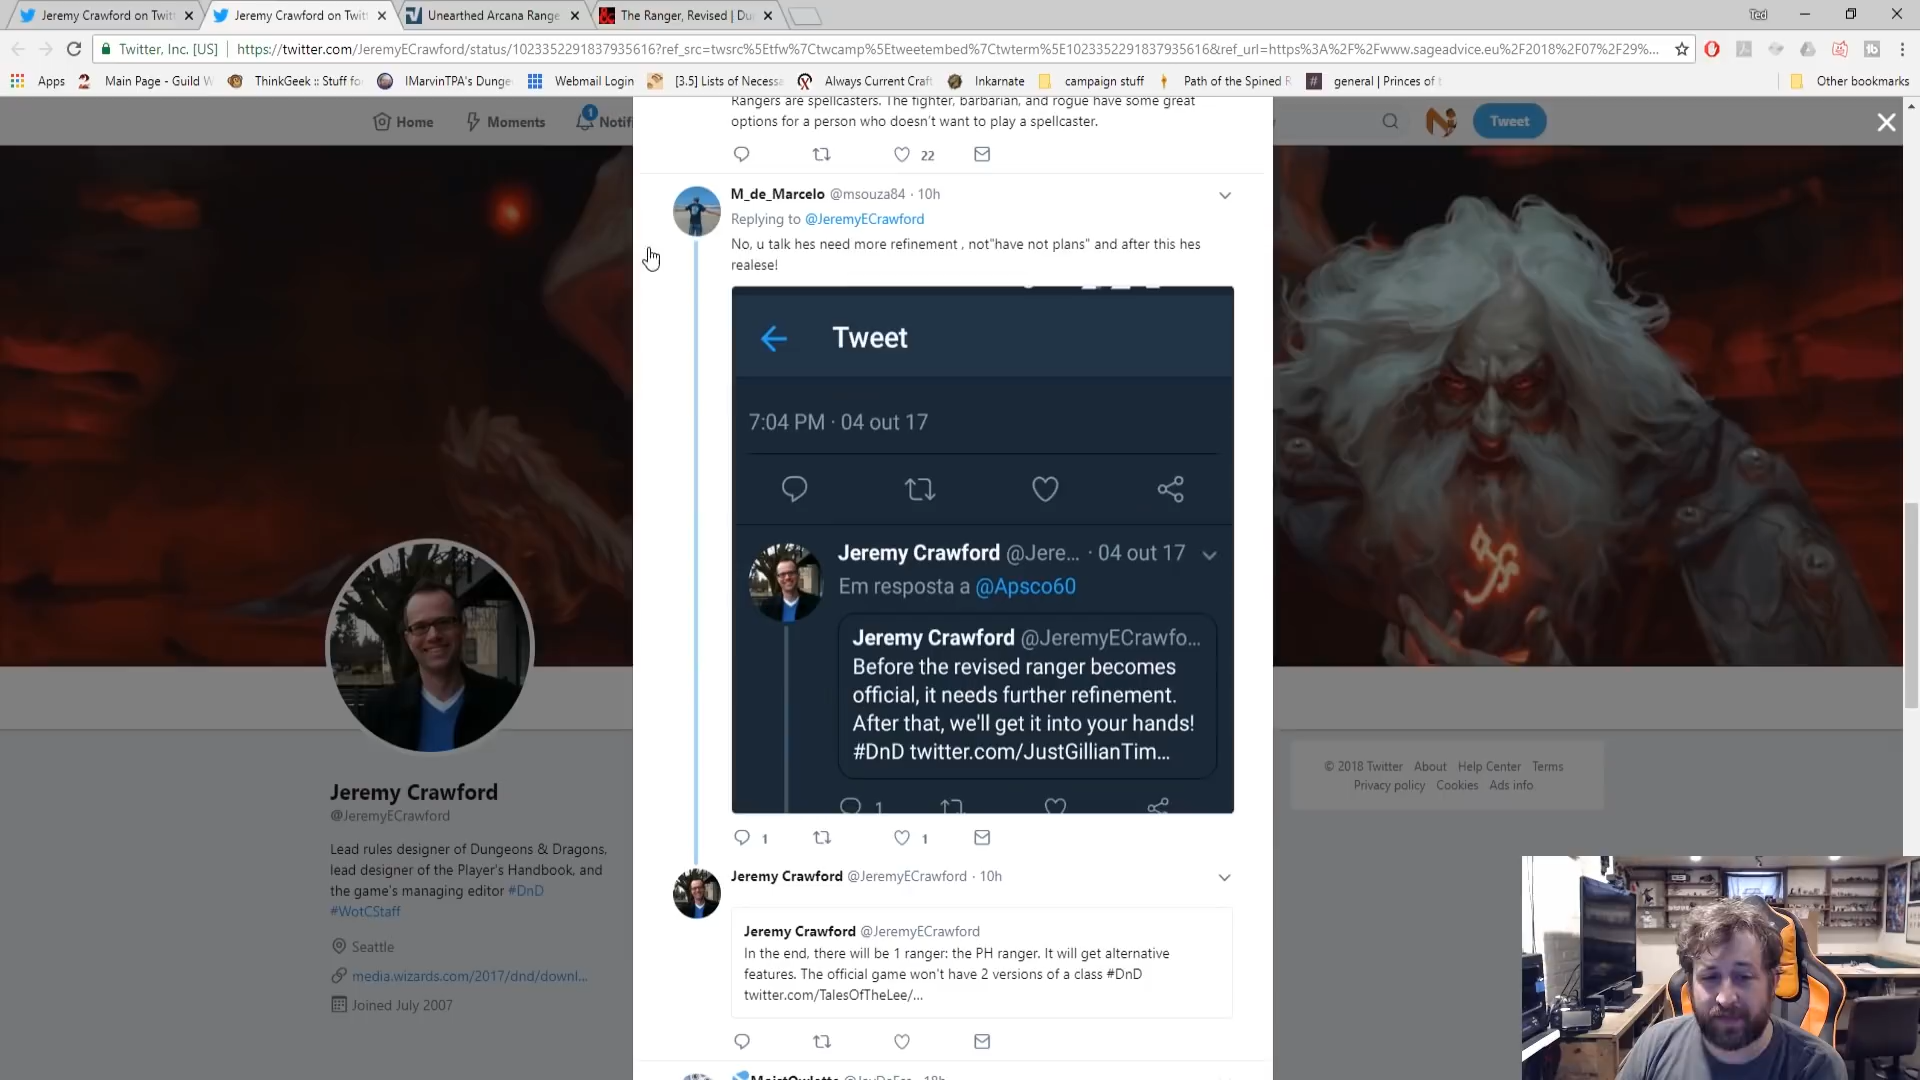 Jeremy Crawford on Twitt
Jeremy Crawford on Twitt
Unearthed Arcana Range
The Ranger, Revised | Du
Ted
Twitter, Inc. [US]
https://twitter.com/JeremyECrawford/status/1023352291837935616?ref_src=twsrc%5Etfw%7Ctwcamp%5Etweetembed%7Ctwterm%5E1023352291837935616&ref_url=https%3A%2F%2Fwww.sageadvice.eu%2F2018%2F07%2F29%...
Apps
Main Page - Guild W
ThinkGeek :: Stuff fo
IMarvinTPA's Dunge
Webmail Login
[3.5] Lists of Necessa
Always Current Craft
Inkarnate
campaign stuff
Path of the Spined R
general | Princes of
Other bookmarks
Home
Moments
1
Notifi
Tweet
Rangers are spellcasters. The fighter, barbarian, and rogue have some great
options for a person who doesn't want to play a spellcaster.
22
M_de_Marcelo @msouza84 · 10h
Replying to @JeremyECrawford
No, u talk hes need more refinement , not"have not plans" and after this hes
realese!
Tweet
7:04 PM · 04 out 17
Jeremy Crawford @Jere... · 04 out 17
Em resposta a @Apsco60
Jeremy Crawford @JeremyECrawfo...
Before the revised ranger becomes
official, it needs further refinement.
After that, we'll get it into your hands!
#DnD twitter.com/JustGillianTim...
1
1
1
Jeremy Crawford @JeremyECrawford · 10h
Jeremy Crawford @JeremyECrawford
In the end, there will be 1 ranger: the PH ranger. It will get alternative
features. The official game won't have 2 versions of a class #DnD
twitter.com/TalesOfTheLee/...
Jeremy Crawford
@JeremyECrawford
Lead rules designer of Dungeons & Dragons,
lead designer of the Player's Handbook, and
the game's managing editor #DnD
#WotCStaff
Seattle
media.wizards.com/2017/dnd/downl...
Joined July 2007
© 2018 Twitter About Help Center Terms
Privacy policy Cookies Ads info